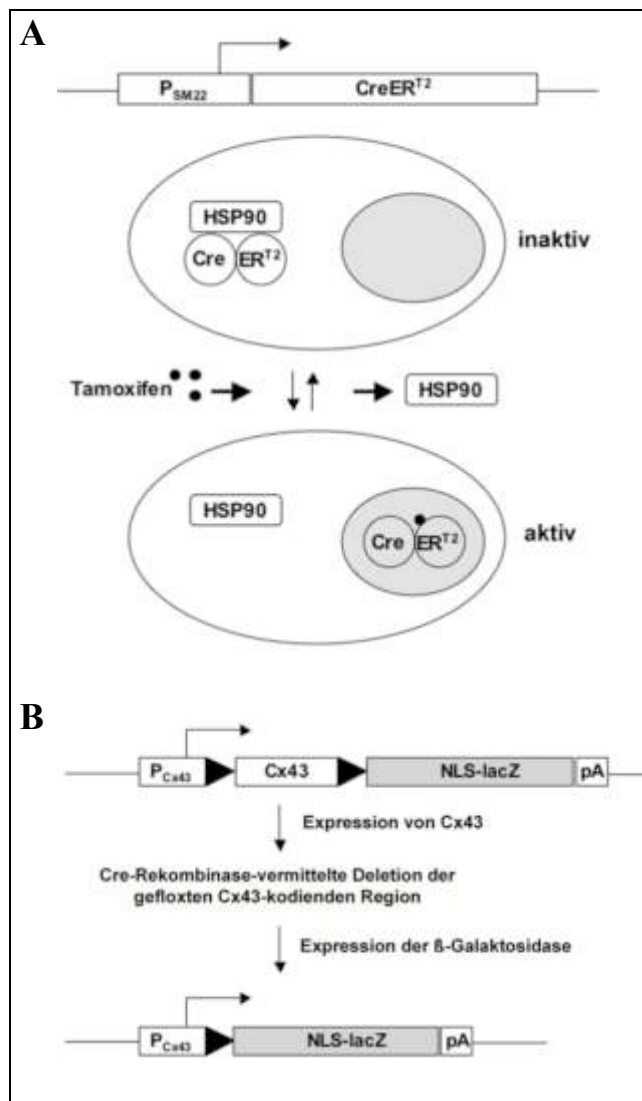 A
P_SM22 CreER^T2
HSP90
Cre ER^T2
inaktiv
Tamoxifen
HSP90
HSP90
Cre ER^T2
aktiv
B
P_Cx43 Cx43 NLS-lacZ pA
Expression von Cx43
Cre-Rekombinase-vermittelte Deletion der
gefloxten Cx43-kodienden Region
Expression der ß-Galaktosidase
P_Cx43 NLS-lacZ pA